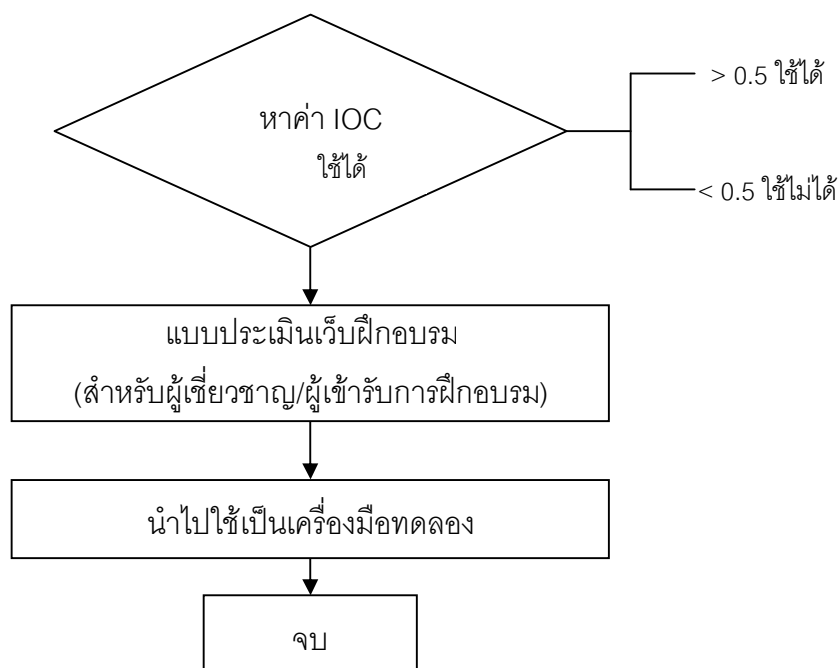 หาค่า IOC
ใช้ได้
> 0.5 ใช้ได้
< 0.5 ใช้ไม่ได้
แบบประเมินเว็บฝึกอบรม
(สำหรับผู้เชี่ยวชาญ/ผู้เข้ารับการฝึกอบรม)
นำไปใช้เป็นเครื่องมือทดลอง
จบ